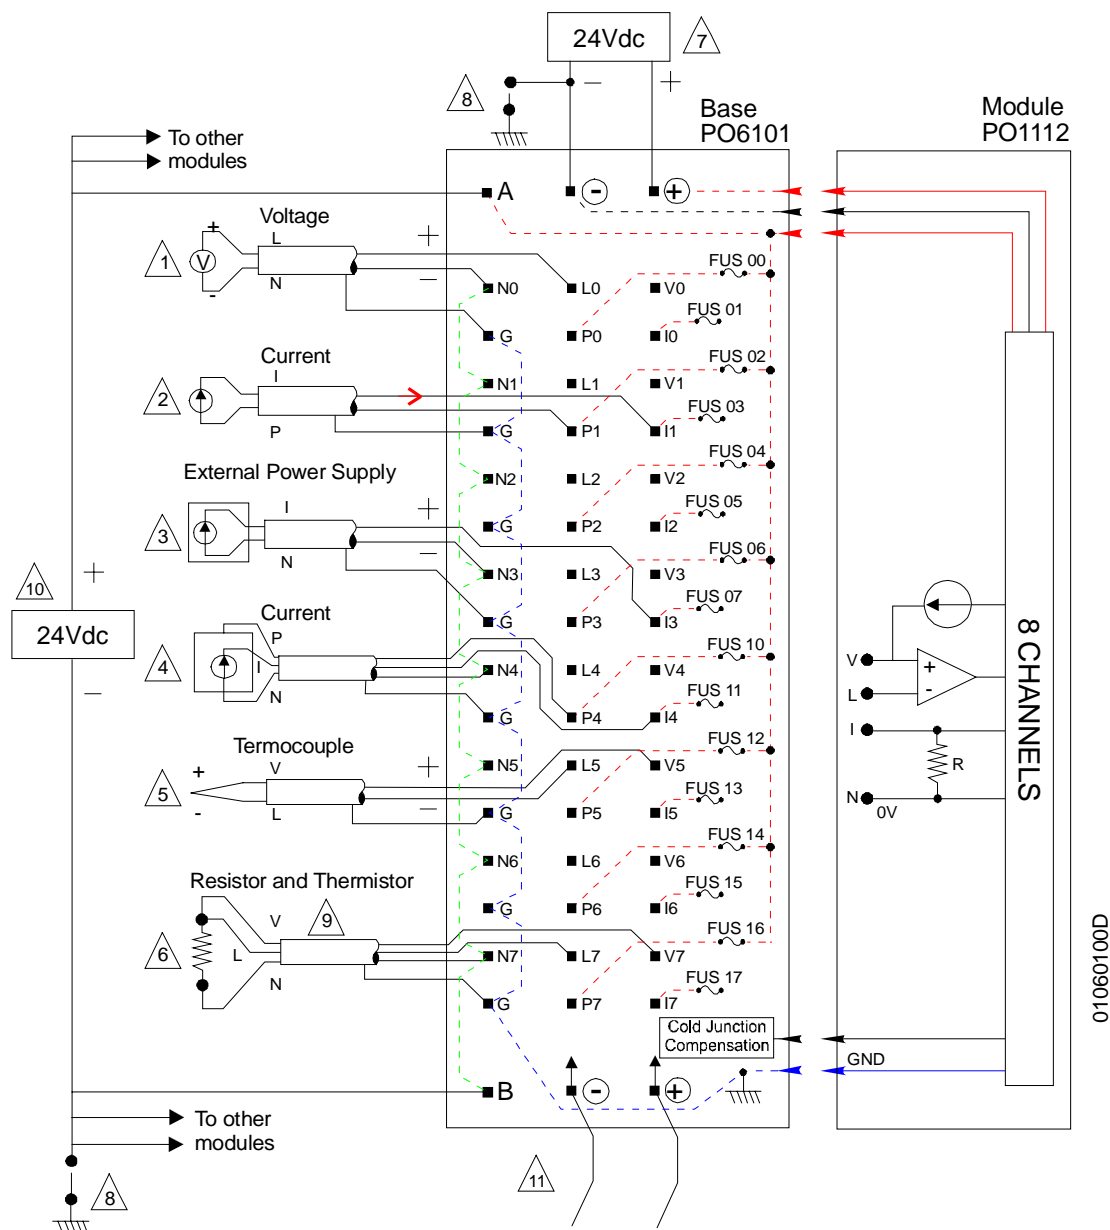 24Vdc
7
8
−
+
Base
PO6101
Module
PO1112
To other
modules
A
-
+
Voltage
L
N
+
-
V
1
+
−
FUS 00
N0
L0
V0
FUS 01
G
P0
I0
Current
I
P
2
FUS 02
N1
L1
V1
FUS 03
G
P1
I1
External Power Supply
I
N
3
+
−
FUS 04
N2
L2
V2
FUS 05
G
P2
I2
FUS 06
N3
L3
V3
FUS 07
G
P3
I3
10
+
24Vdc
−
Current
P
I
N
4
FUS 10
N4
L4
V4
FUS 11
G
P4
I4
Termocouple
+
-
V
L
5
+
−
FUS 12
N5
L5
V5
FUS 13
G
P5
I5
FUS 14
N6
L6
V6
FUS 15
G
P6
I6
Resistor and Thermistor
V
L
N
9
6
FUS 16
N7
L7
V7
FUS 17
G
P7
I7
Cold Junction
Compensation
GND
V
L
I
N
0V
+
-
R
8 CHANNELS
B
-
+
To other
modules
8
11
01060100D